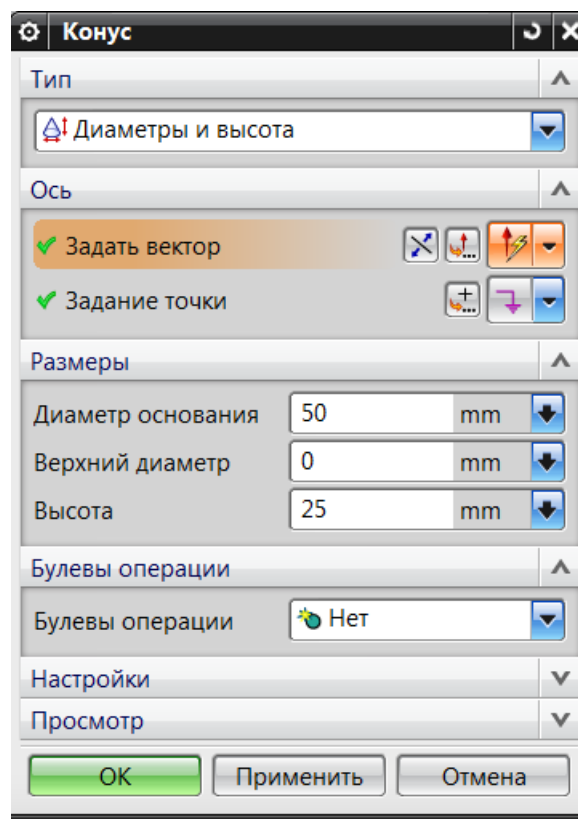 Конус
Тип
Диаметры и высота
Ось
Задать вектор
Задание точки
Размеры
Диаметр основания 50 mm
Верхний диаметр 0 mm
Высота 25 mm
Булевы операции
Булевы операции Нет
Настройки
Просмотр
ОК Применить Отмена